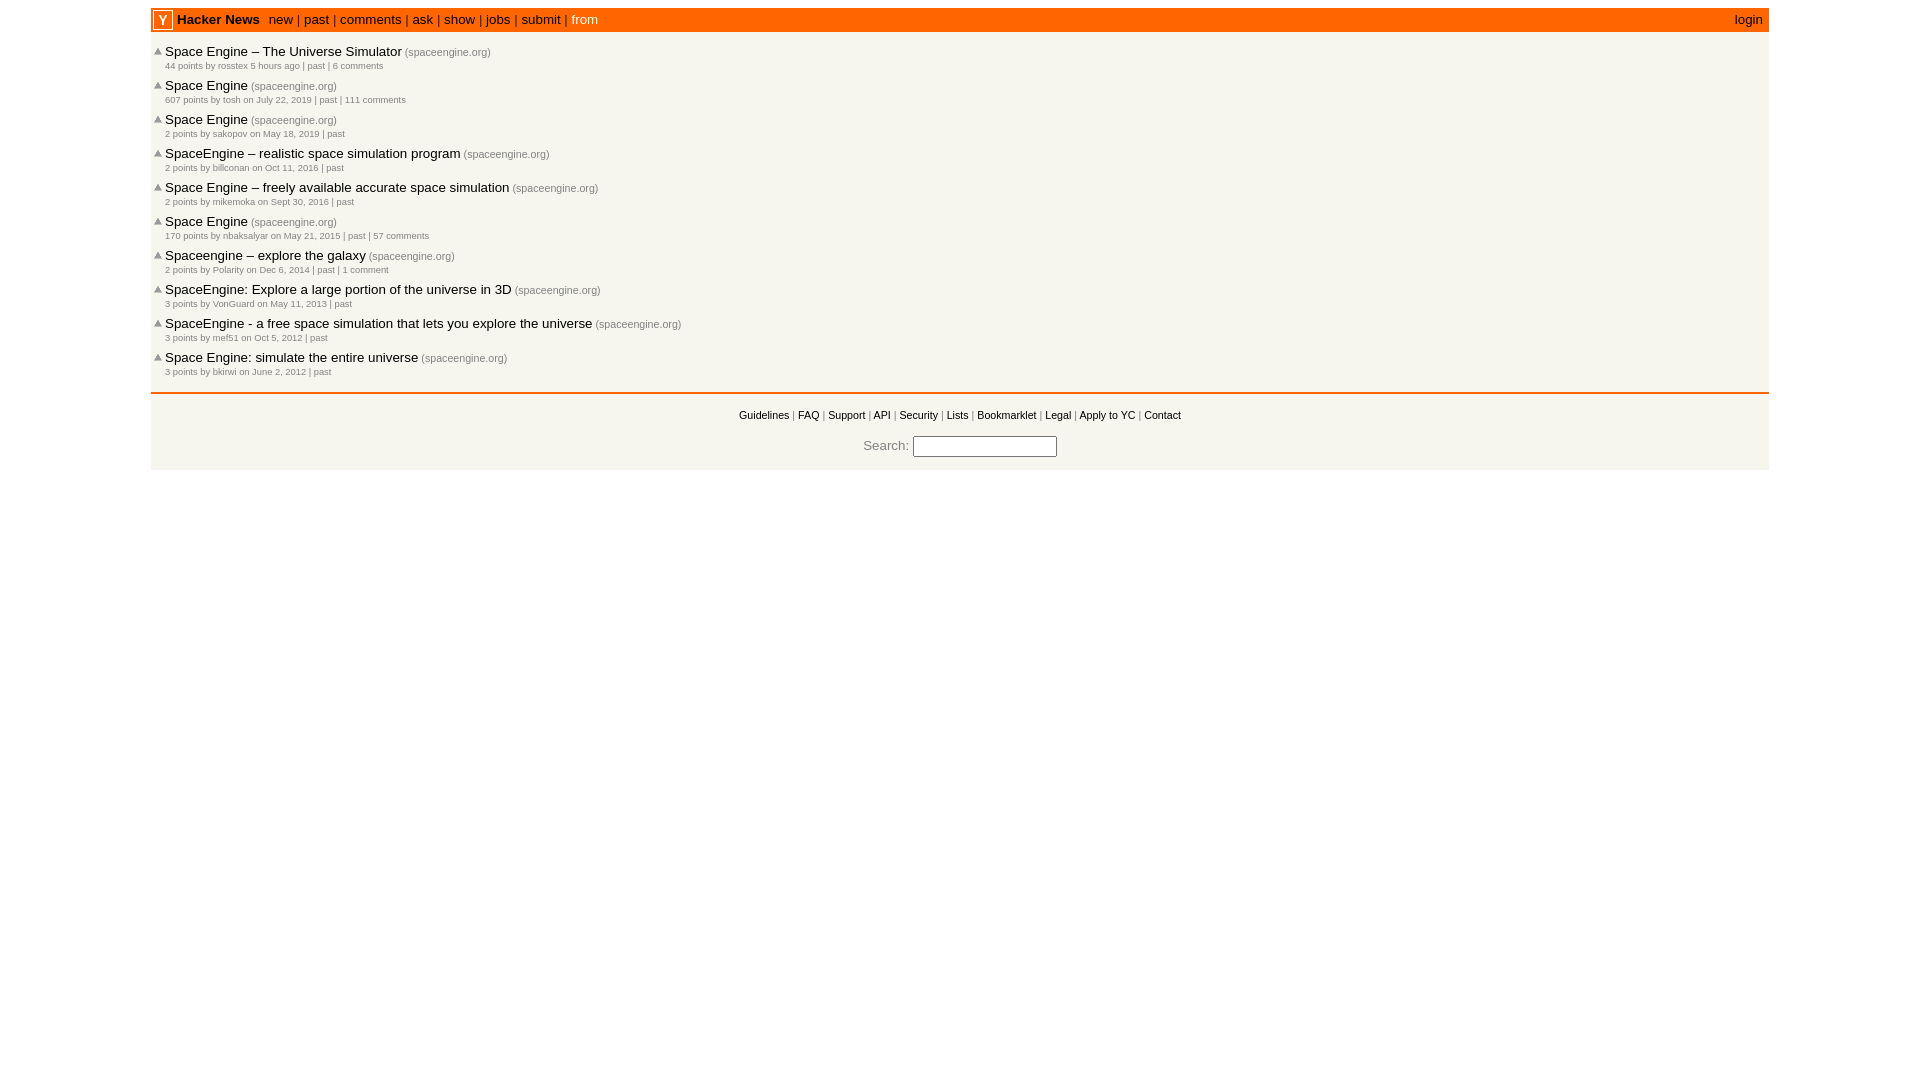 Y Hacker News new | past | comments | ask | show | jobs | submit | from login
Space Engine – The Universe Simulator (spaceengine.org)
44 points by rosstex 5 hours ago | past | 6 comments
Space Engine (spaceengine.org)
607 points by tosh on July 22, 2019 | past | 111 comments
Space Engine (spaceengine.org)
2 points by sakopov on May 18, 2019 | past
SpaceEngine – realistic space simulation program (spaceengine.org)
2 points by billconan on Oct 11, 2016 | past
Space Engine – freely available accurate space simulation (spaceengine.org)
2 points by mikemoka on Sept 30, 2016 | past
Space Engine (spaceengine.org)
170 points by nbaksalyar on May 21, 2015 | past | 57 comments
Spaceengine – explore the galaxy (spaceengine.org)
2 points by Polarity on Dec 6, 2014 | past | 1 comment
SpaceEngine: Explore a large portion of the universe in 3D (spaceengine.org)
3 points by VonGuard on May 11, 2013 | past
SpaceEngine - a free space simulation that lets you explore the universe (spaceengine.org)
3 points by mef51 on Oct 5, 2012 | past
Space Engine: simulate the entire universe (spaceengine.org)
3 points by bkirwi on June 2, 2012 | past
Guidelines | FAQ | Support | API | Security | Lists | Bookmarklet | Legal | Apply to YC | Contact
Search: